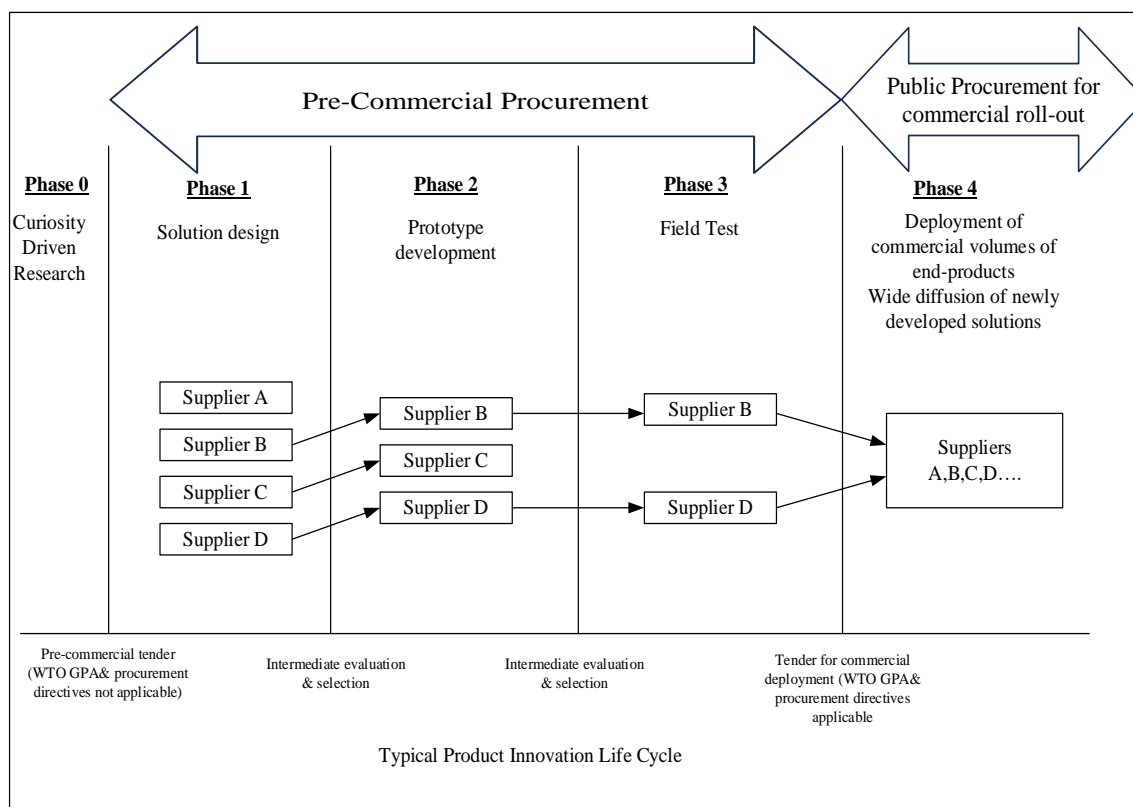 Pre-Commercial Procurement
Public Procurement for
commercial roll-out
Phase 0
Curiosity
Driven
Research
Phase 1
Solution design
Phase 2
Prototype
development
Phase 3
Field Test
Phase 4
Deployment of
commercial volumes of
end-products
Wide diffusion of newly
developed solutions
Supplier A
Supplier B
Supplier C
Supplier D
Supplier B
Supplier C
Supplier D
Supplier B
Supplier D
Suppliers
A,B,C,D….
Pre-commercial tender
(WTO GPA& procurement
directives not applicable)
Intermediate evaluation
& selection
Intermediate evaluation
& selection
Tender for commercial
deployment (WTO GPA&
procurement directives
applicable
Typical Product Innovation Life Cycle